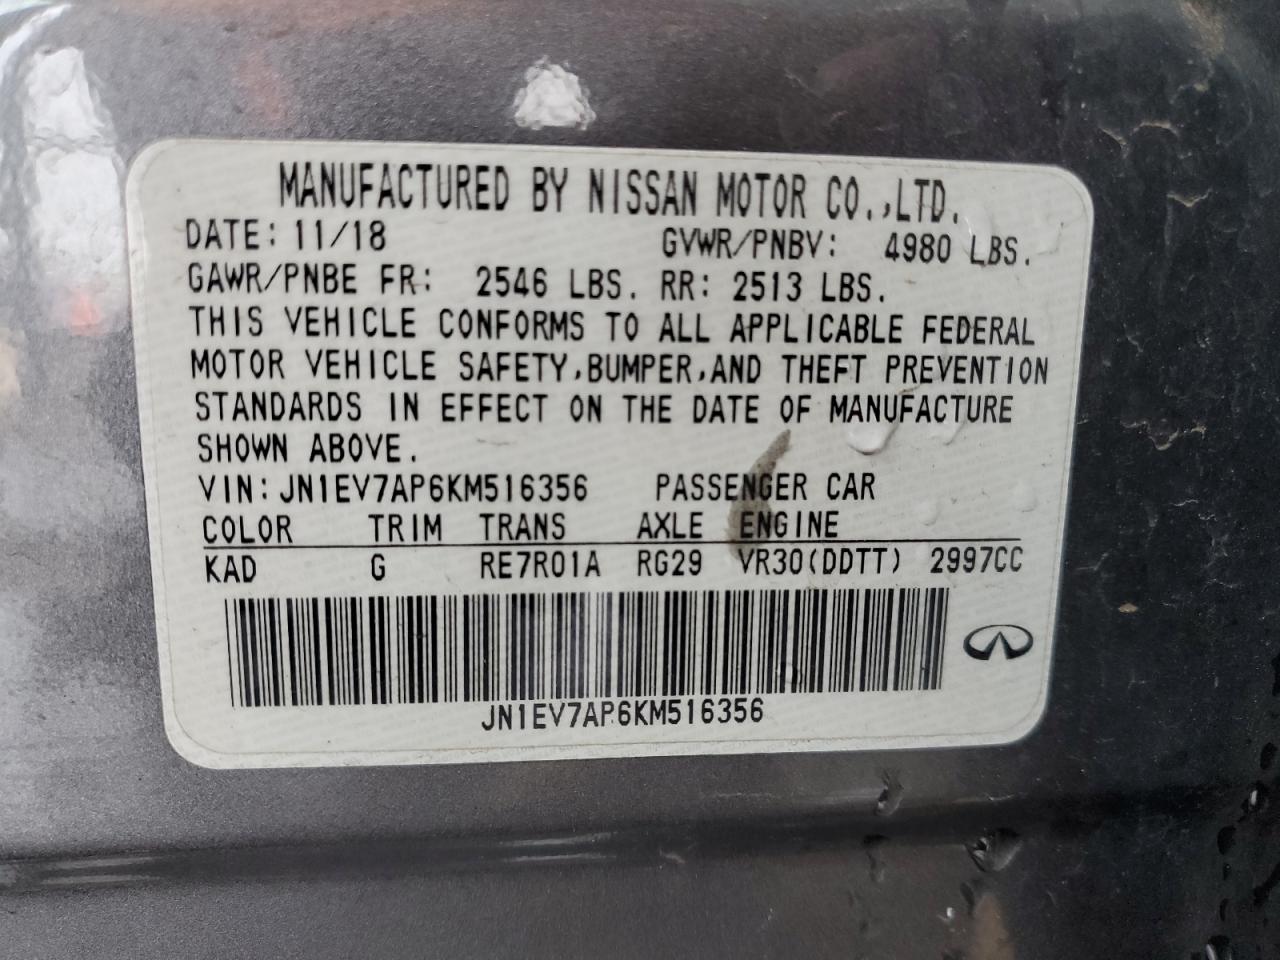 MANUFACTURED BY NISSAN MOTOR CO.,LTD.
DATE: 11/18 GVWR/PNBV: 4980 LBS.
GAWR/PNBE FR: 2546 LBS. RR: 2513 LBS.
THIS VEHICLE CONFORMS TO ALL APPLICABLE FEDERAL
MOTOR VEHICLE SAFETY,BUMPER,AND THEFT PREVENTION
STANDARDS IN EFFECT ON THE DATE OF MANUFACTURE
SHOWN ABOVE.
VIN: JN1EV7AP6KM516356 PASSENGER CAR
COLOR TRIM TRANS AXLE ENGINE
KAD G RE7R01A RG29 VR30(DDTT) 2997CC
JN1EV7AP6KM516356